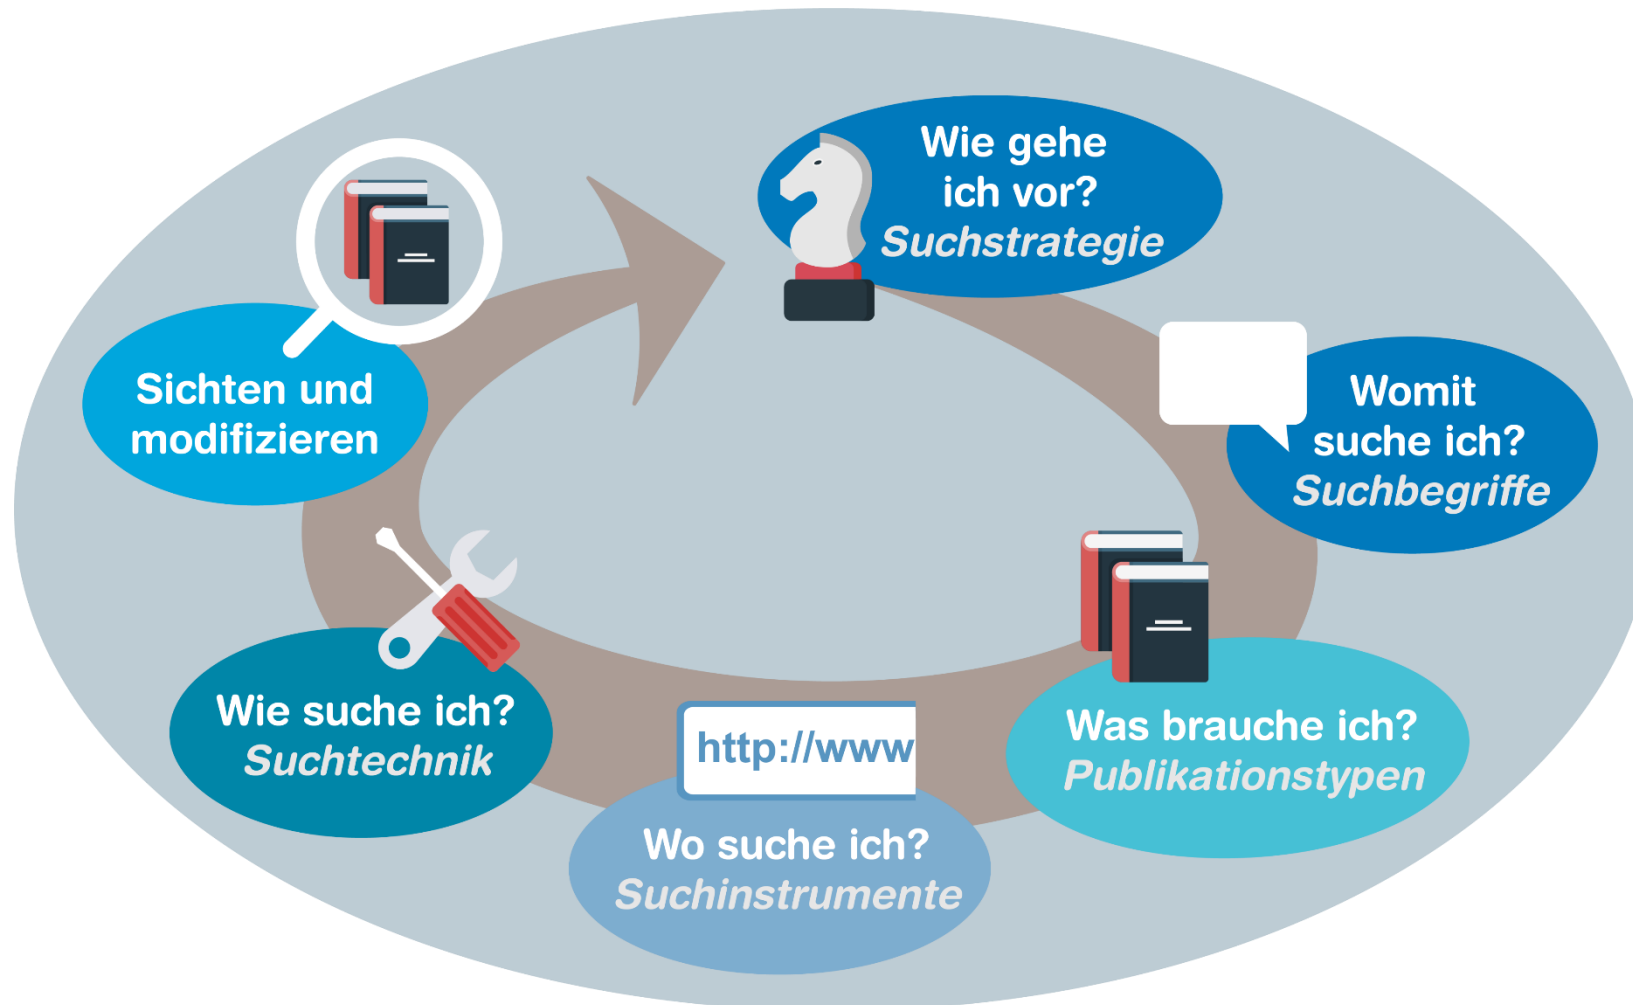 Wie gehe
ich vor?
Suchstrategie
Womit
suche ich?
Suchbegriffe
Was brauche ich?
Publikationstypen
http://www
Wo suche ich?
Suchinstrumente
Wie suche ich?
Suchtechnik
Sichten und
modifizieren